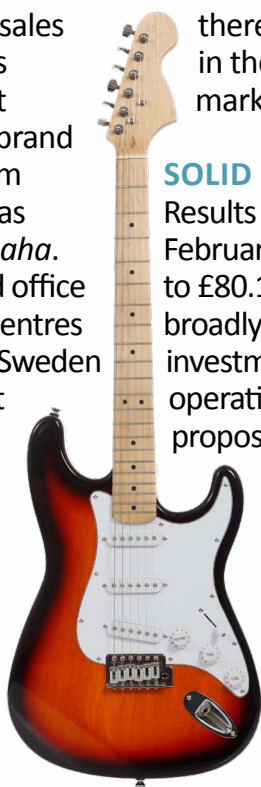 sales
s
t
brand
m
as
aha.
d office
entres
Sweden
t
there
in the
mark
SOLID
Results
Februar
to £80.1
broadly
investm
operati
propos